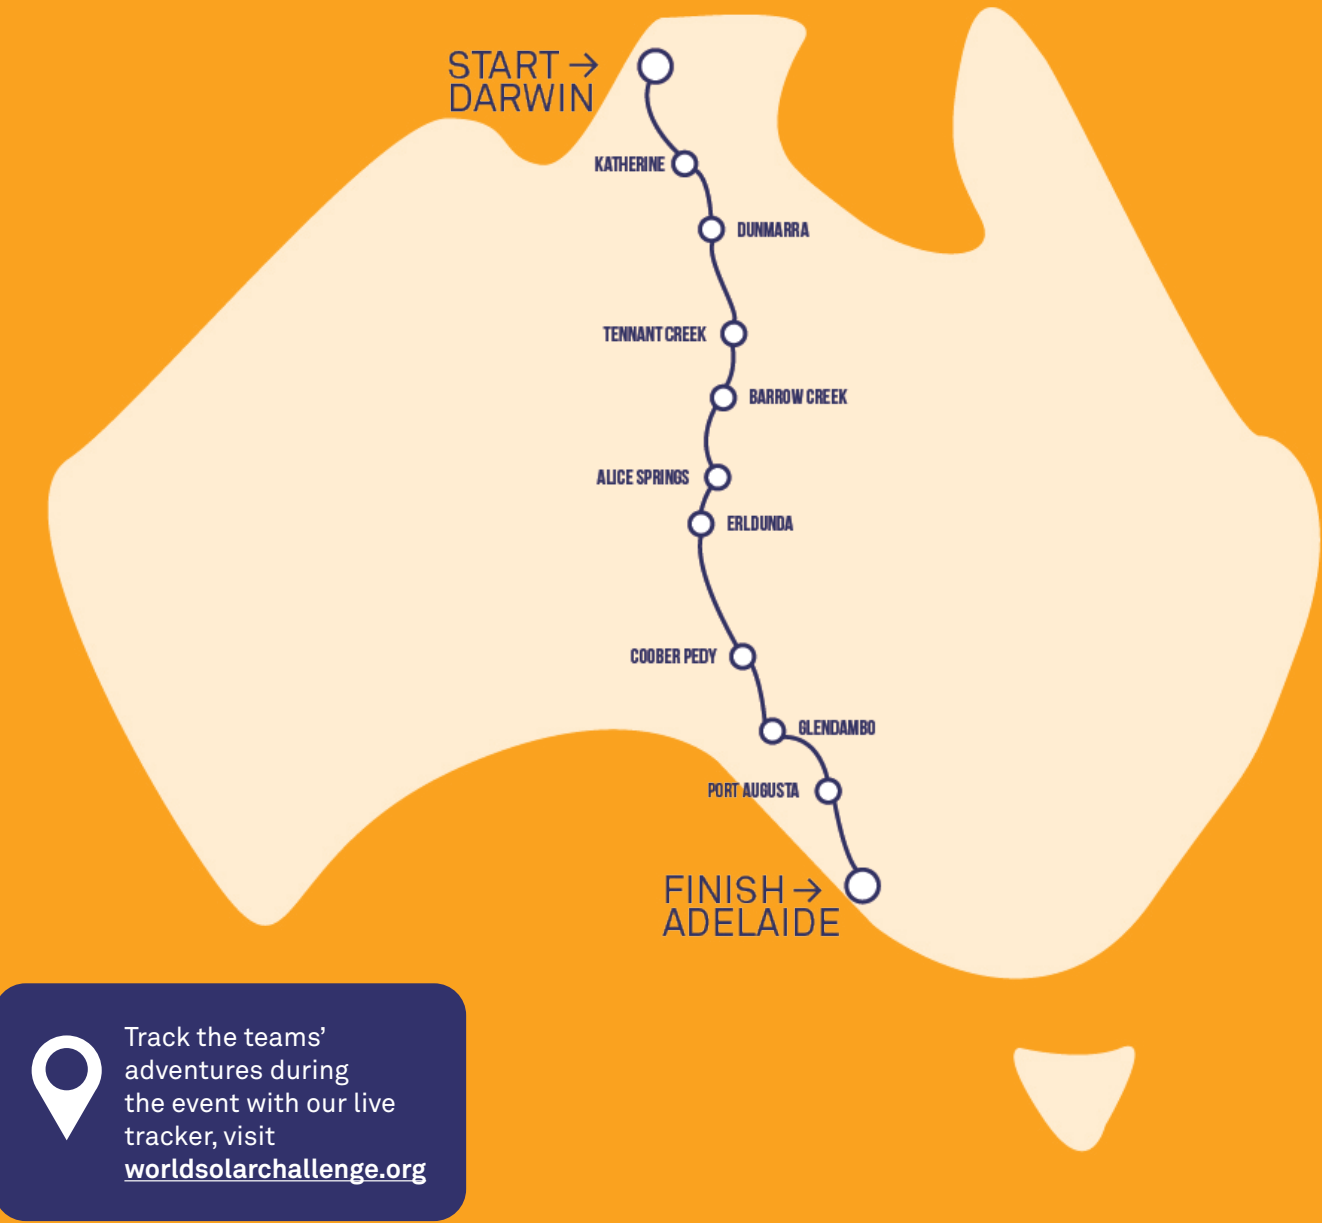 START →
DARWIN
KATHERINE
DUNMARRA
TENNANT CREEK
BARROW CREEK
ALICE SPRINGS
ERLDUNDA
COOBER PEDY
GLENDAMBO
PORT AUGUSTA
FINISH →
ADELAIDE
Track the teams’
adventures during
the event with our live
tracker, visit
worldsolarchallenge.org